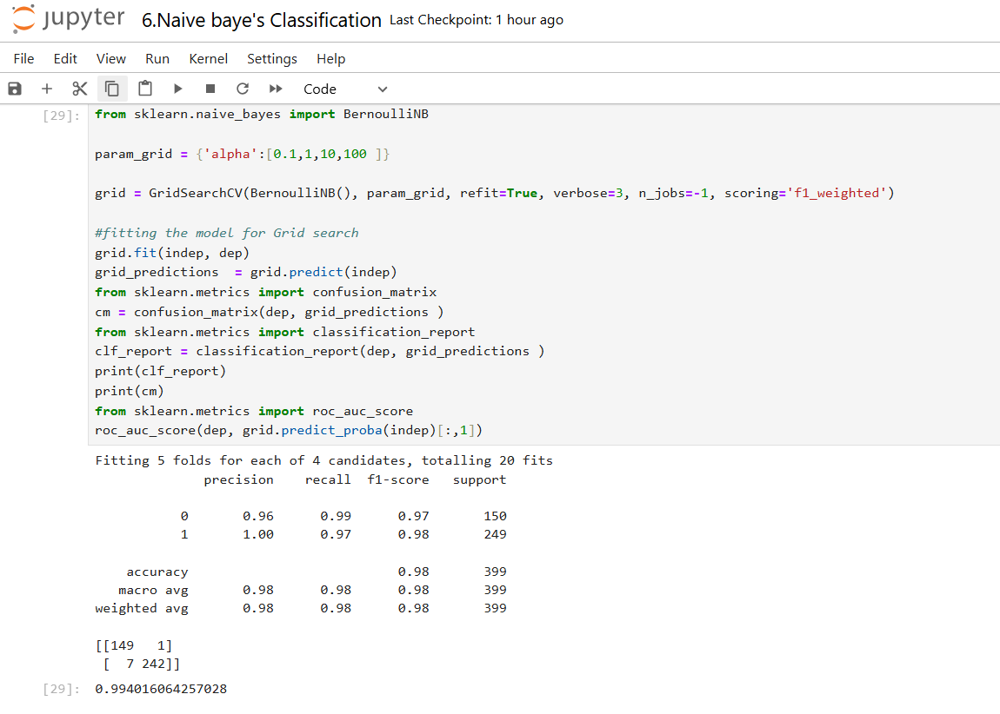 jupyter 6.Naive baye's Classification Last Checkpoint: 1 hour ago
File Edit View Run Kernel Settings Help
Code
[29]: from sklearn.naive_bayes import BernoulliNB
param_grid = {'alpha':[0.1,1,10,100 ]}
grid = GridSearchCV(BernoulliNB(), param_grid, refit=True, verbose=3, n_jobs=-1, scoring='f1_weighted')
#fitting the model for Grid search
grid.fit(indep, dep)
grid_predictions  = grid.predict(indep)
from sklearn.metrics import confusion_matrix
cm = confusion_matrix(dep, grid_predictions )
from sklearn.metrics import classification_report
clf_report = classification_report(dep, grid_predictions )
print(clf_report)
print(cm)
from sklearn.metrics import roc_auc_score
roc_auc_score(dep, grid.predict_proba(indep)[:,1])
Fitting 5 folds for each of 4 candidates, totalling 20 fits
precision    recall  f1-score   support
0       0.96      0.99      0.97       150
1       1.00      0.97      0.98       249
accuracy                           0.98       399
macro avg       0.98      0.98      0.98       399
weighted avg       0.98      0.98      0.98       399
[[149   1]
[  7 242]]
[29]: 0.994016064257028